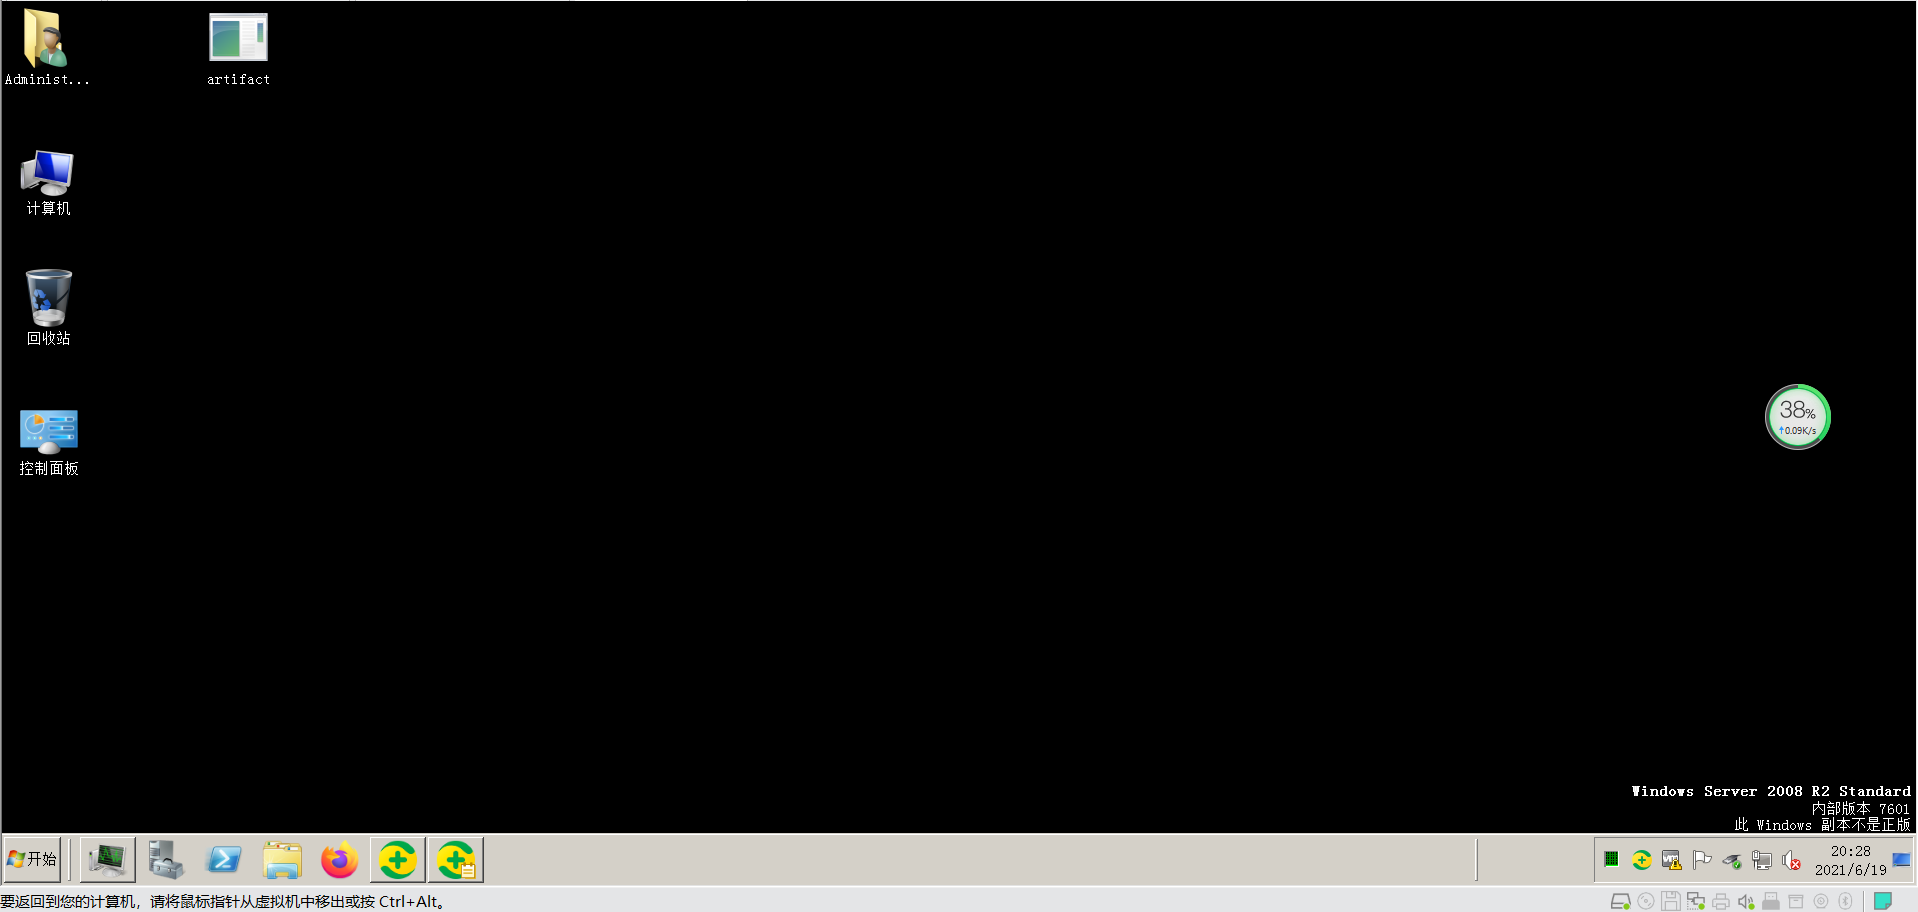 Administ...
artifact
计算机
回收站
控制面板
38%
↑0.09K/s
Windows Server 2008 R2 Standard
内部版本 7601
此 Windows 副本不是正版
开始
20:28
2021/6/19
要返回到您的计算机，请将鼠标指针从虚拟机中移出或按 Ctrl+Alt。